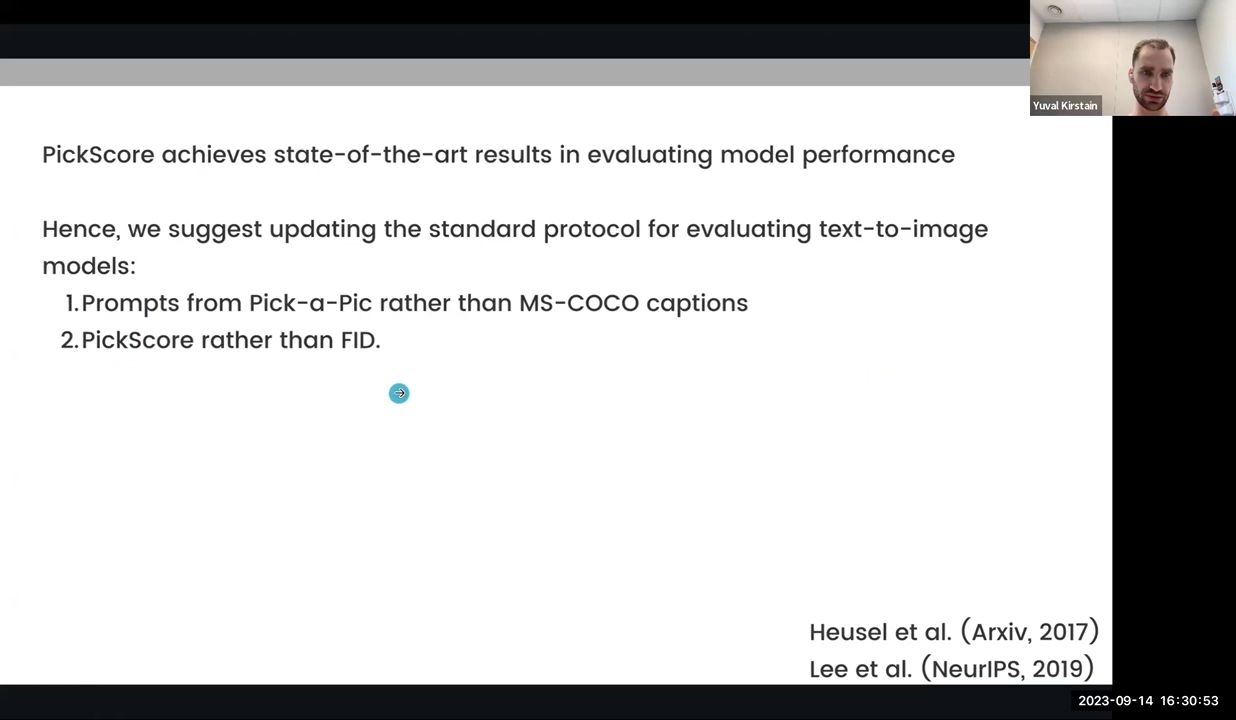 Yuval Kirstain
PickScore achieves state-of-the-art results in evaluating model performance
Hence, we suggest updating the standard protocol for evaluating text-to-image
models:
1.Prompts from Pick-a-Pic rather than MS-COCO captions
2.PickScore rather than FID.
Heusel et al. (Arxiv, 2017)
Lee et al. (NeurIPS, 2019)
2023-09-14 16:30:53